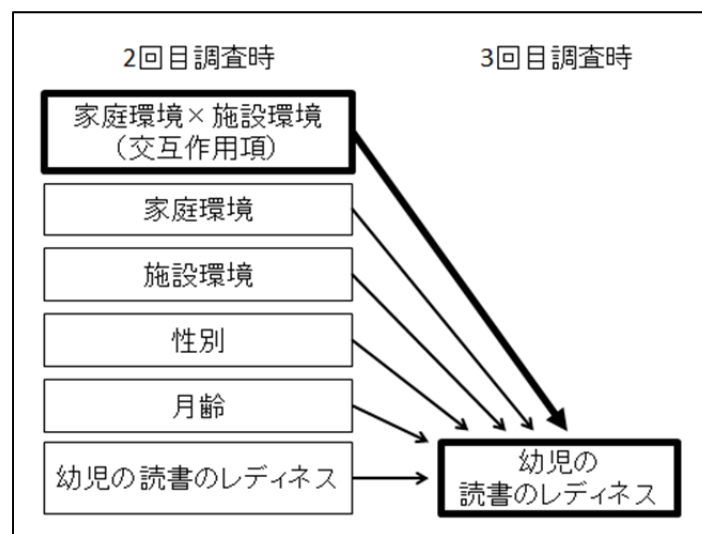 2回目調査時
3回目調査時
家庭環境×施設環境
（交互作用項）
家庭環境
施設環境
性別
月齢
幼児の読書のレディネス
幼児の
読書のレディネス